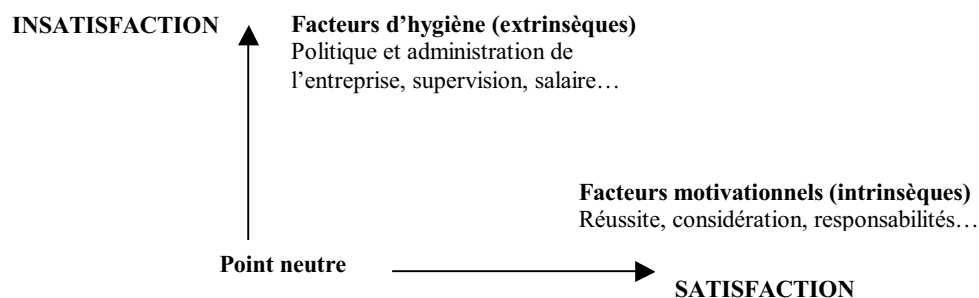 INSATISFACTION
Facteurs d’hygiène (extrinsèques)
Politique et administration de
l’entreprise, supervision, salaire…
Facteurs motivationnels (intrinsèques)
Réussite, considération, responsabilités…
Point neutre
SATISFACTION